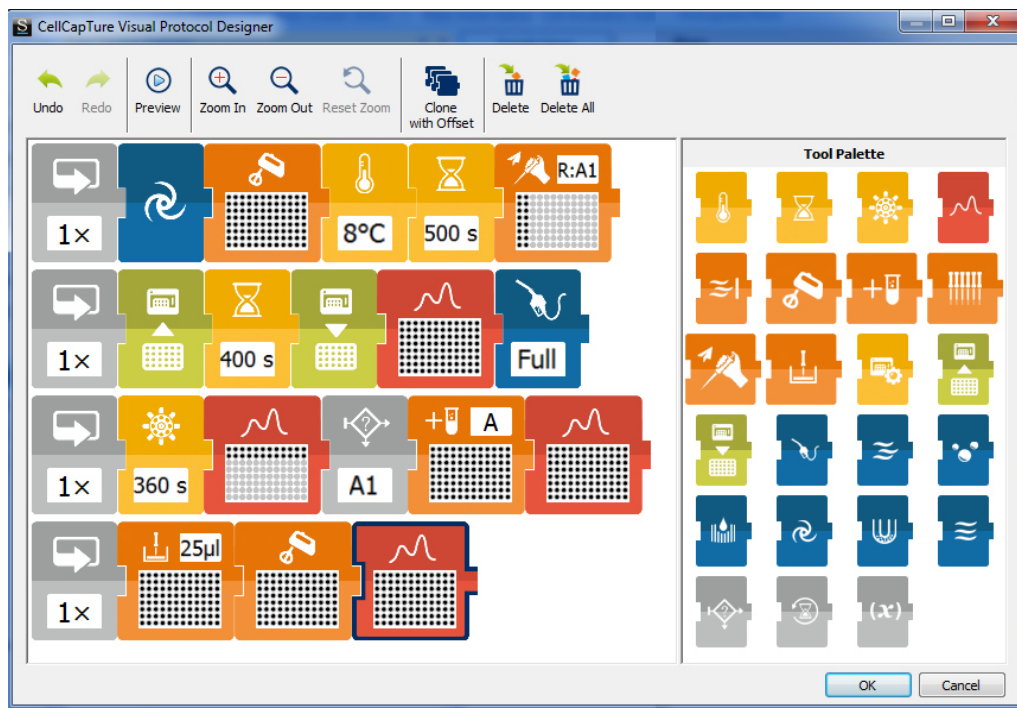 CellCapTure Visual Protocol Designer
Undo Redo Preview Zoom In Zoom Out Reset Zoom Clone with Offset Delete Delete All
Tool Palette
R:A1
1× 8°C 500 s
1× 400 s Full
A
1× 360 s A1
25µl
1×
(x)
OK Cancel